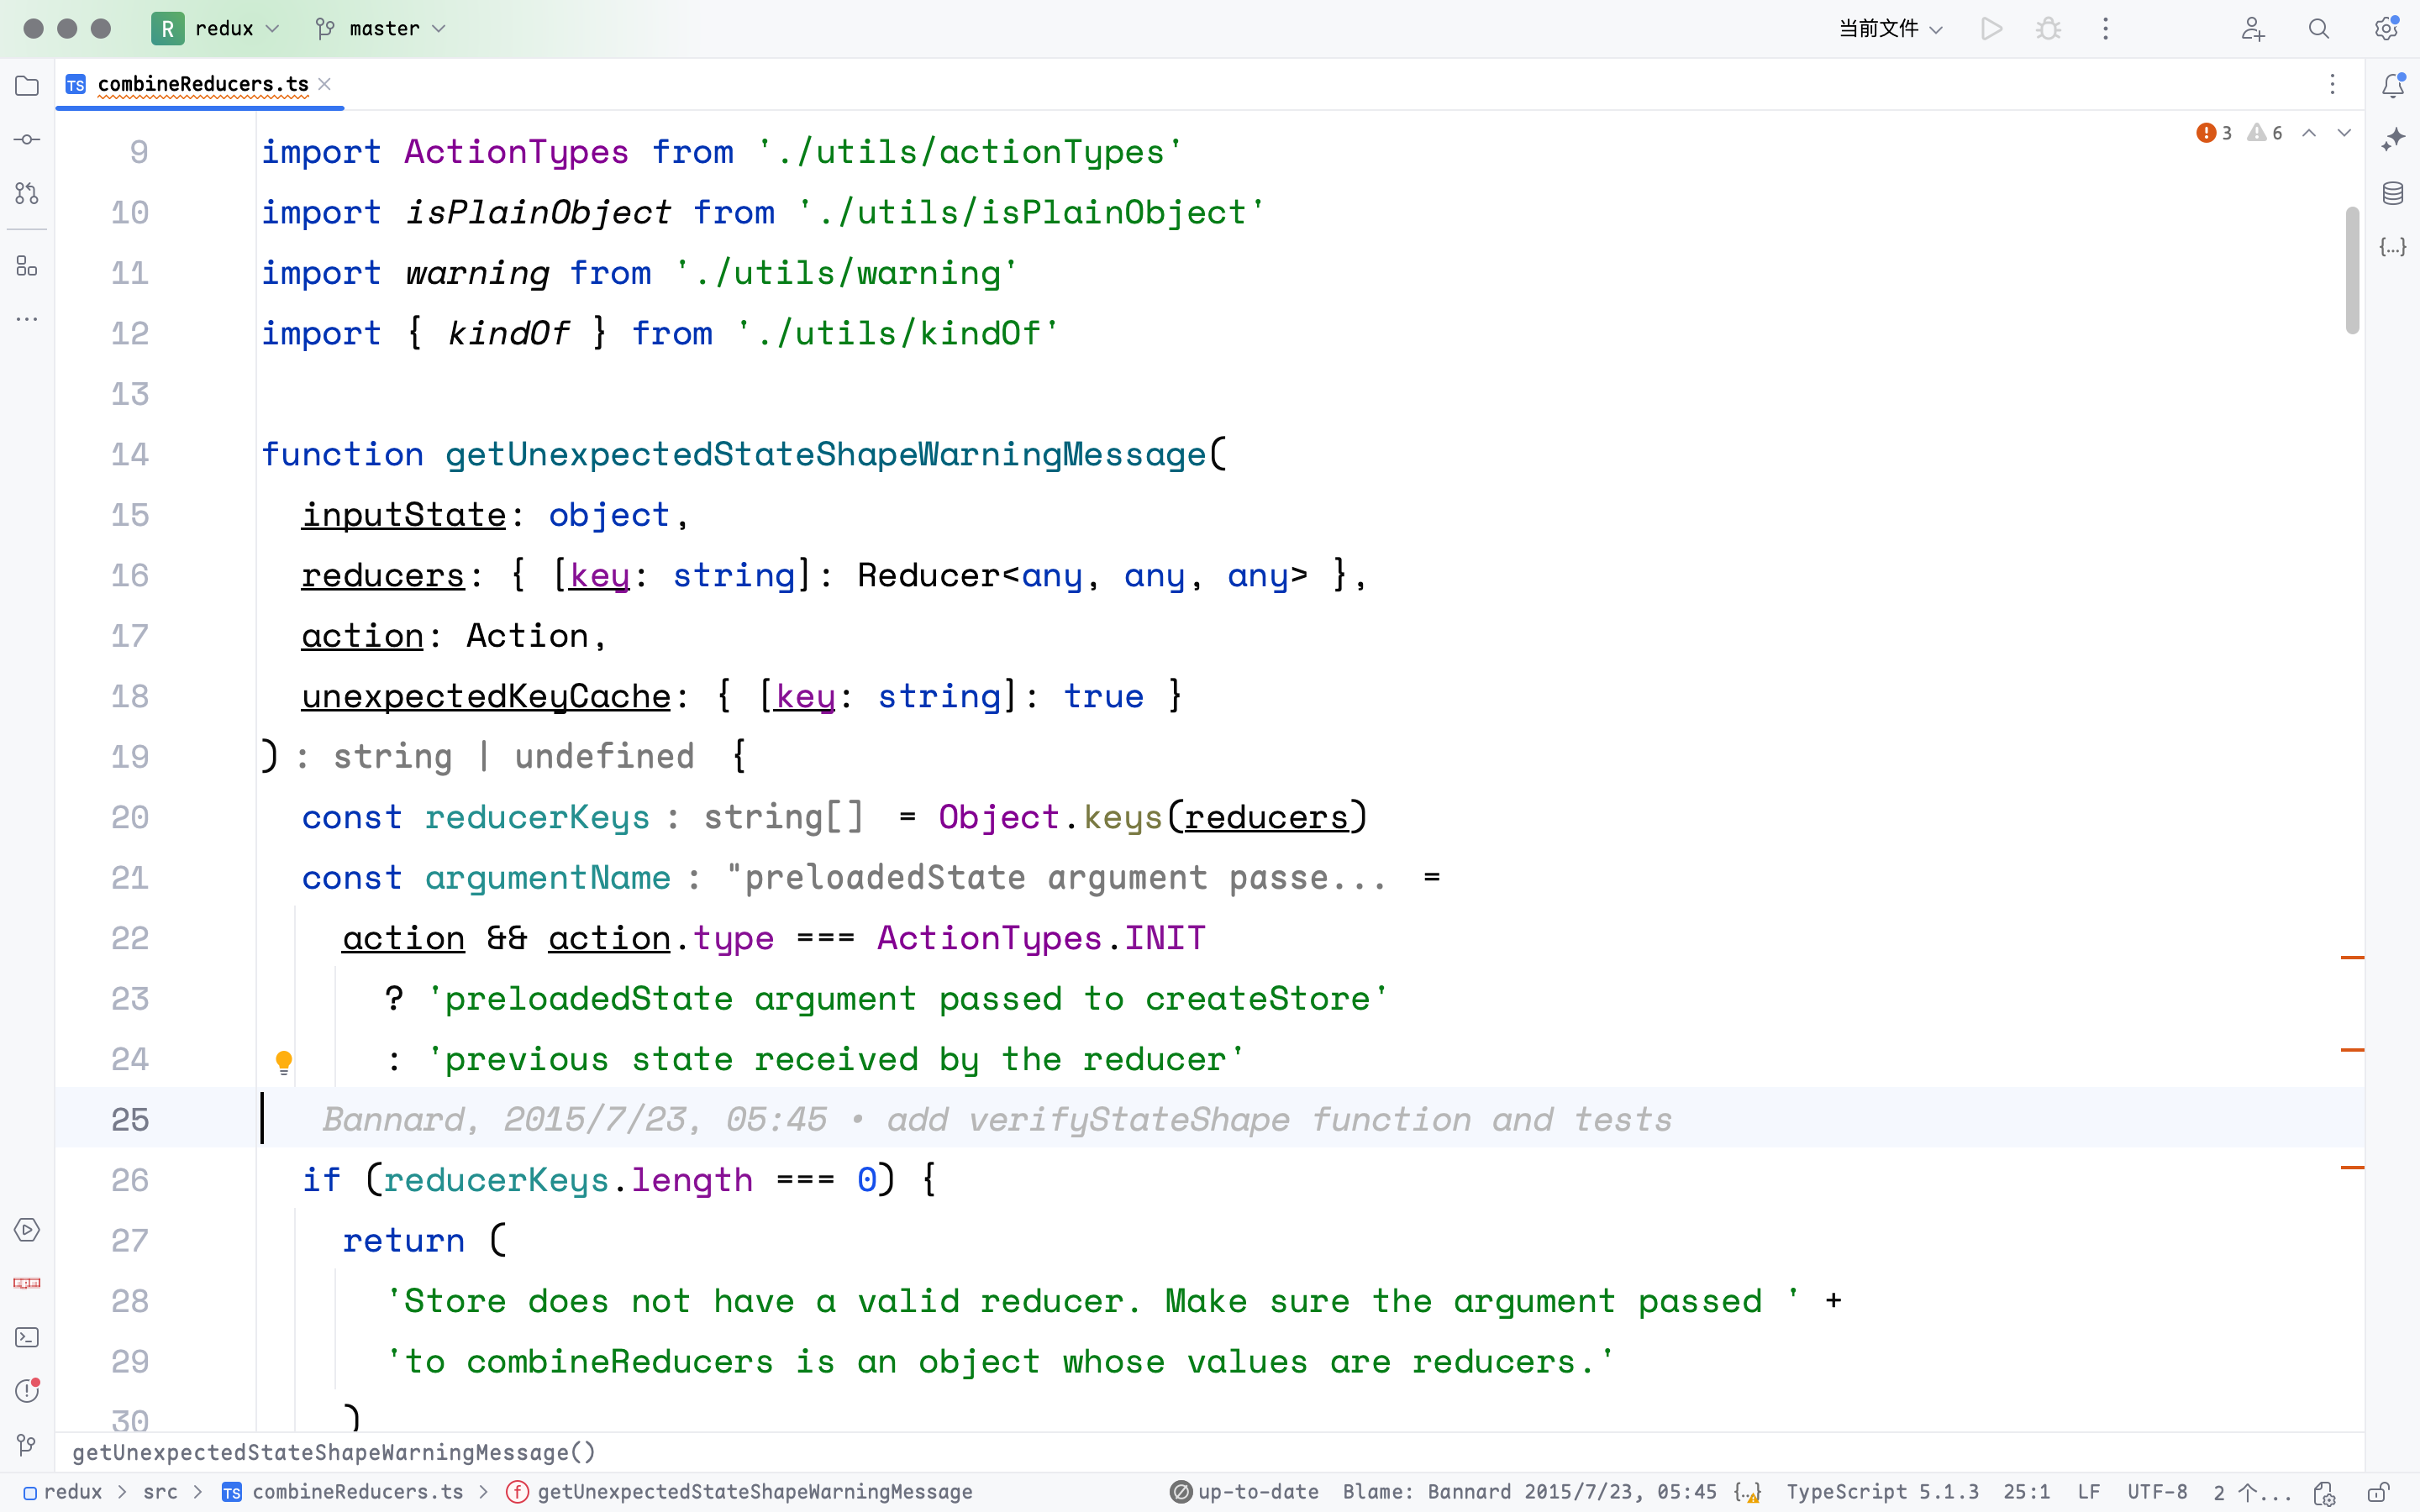 R redux master 当前文件
TS combineReducers.ts
3 6
9 import ActionTypes from './utils/actionTypes'
10 import isPlainObject from './utils/isPlainObject'
11 import warning from './utils/warning'
12 import { kindOf } from './utils/kindOf'
13
14 function getUnexpectedStateShapeWarningMessage(
15 inputState: object,
16 reducers: { [key: string]: Reducer<any, any, any> },
17 action: Action,
18 unexpectedKeyCache: { [key: string]: true }
19 ) : string | undefined {
20 const reducerKeys : string[] = Object.keys(reducers)
21 const argumentName : "preloadedState argument passe... =
22 action && action.type === ActionTypes.INIT
23 ? 'preloadedState argument passed to createStore'
24 : 'previous state received by the reducer'
25 Bannard, 2015/7/23, 05:45 • add verifyStateShape function and tests
26 if (reducerKeys.length === 0) {
27 return (
28 'Store does not have a valid reducer. Make sure the argument passed ' +
29 'to combineReducers is an object whose values are reducers.'
30 )
getUnexpectedStateShapeWarningMessage()
redux > src > TS combineReducers.ts > f getUnexpectedStateShapeWarningMessage up-to-date Blame: Bannard 2015/7/23, 05:45 TypeScript 5.1.3 25:1 LF UTF-8 2 个...